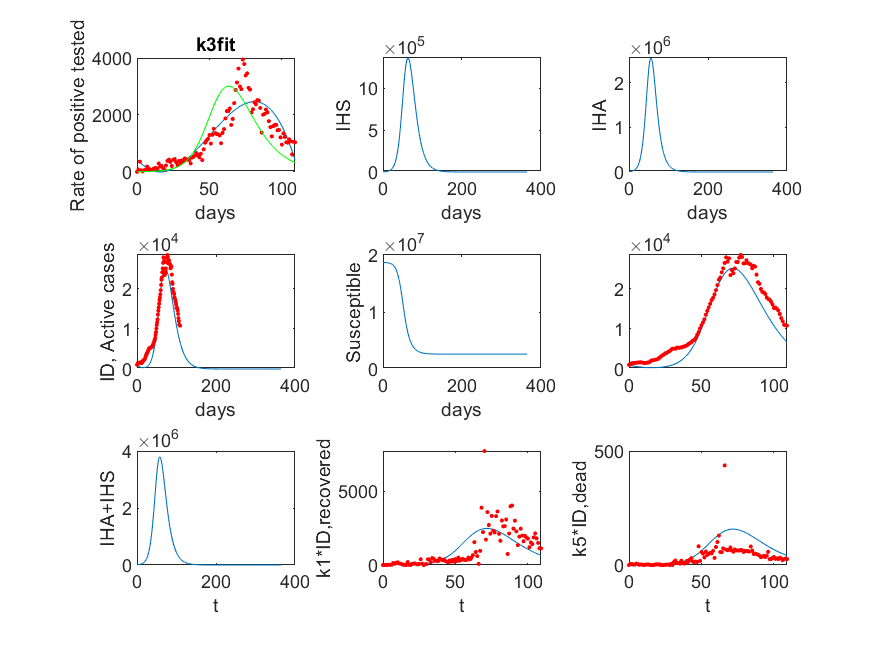 k3fit
Rate of positive tested
4000
2000
0
0 50 100
days
×10^5
IHS
10
5
0
0 200 400
days
×10^6
IHA
2
1
0
0 200 400
days
×10^4
ID, Active cases
2
1
0
0 200 400
days
×10^7
Susceptible
2
1
0
0 200 400
days
×10^4
2
1
0
0 50 100
×10^6
IHA+IHS
4
2
0
0 200 400
t
k1*ID,recovered
5000
0
0 50 100
t
k5*ID,dead
500
0
0 50 100
t